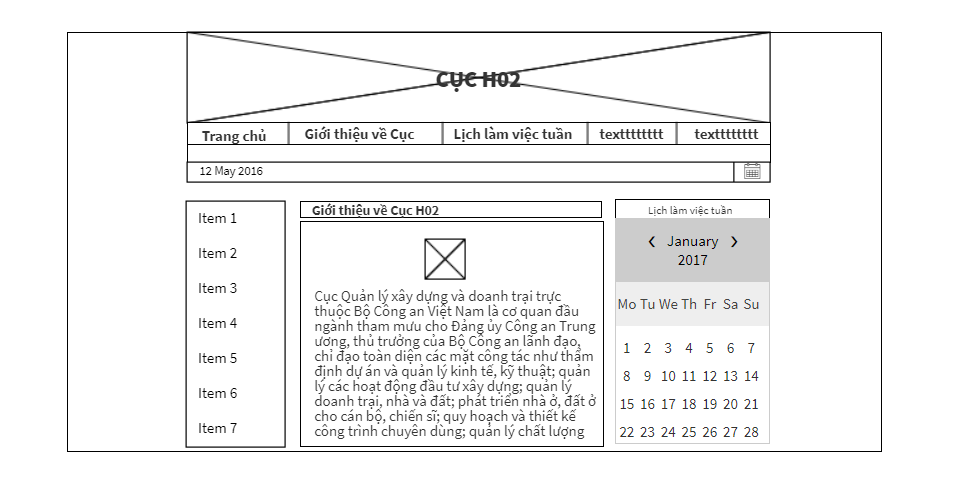 CỤC H02
Trang chủ
Giới thiệu về Cục
Lịch làm việc tuần
textttttttt
textttttttt
12 May 2016
Item 1
Item 2
Item 3
Item 4
Item 5
Item 6
Item 7
Giới thiệu về Cục H02
Cục Quản lý xây dựng và doanh trại trực
thuộc Bộ Công an Việt Nam là cơ quan đầu
ngành tham mưu cho Đảng ủy Công an Trung
ương, thủ trưởng của Bộ Công an lãnh đạo,
chỉ đạo toàn diện các mặt công tác như thẩm
định dự án và quản lý kinh tế, kỹ thuật; quản
lý các hoạt động đầu tư xây dựng; quản lý
doanh trại, nhà và đất; phát triển nhà ở, đất ở
cho cán bộ, chiến sĩ; quy hoạch và thiết kế
công trình chuyên dùng; quản lý chất lượng
Lịch làm việc tuần
❮ January ❯
2017
Mo Tu We Th Fr Sa Su
1 2 3 4 5 6 7
8 9 10 11 12 13 14
15 16 17 18 19 20 21
22 23 24 25 26 27 28